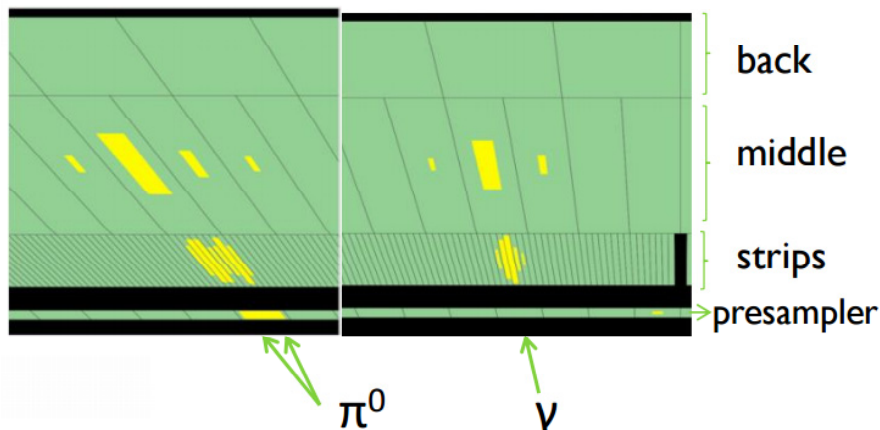 back
middle
strips
presampler
π⁰
γ